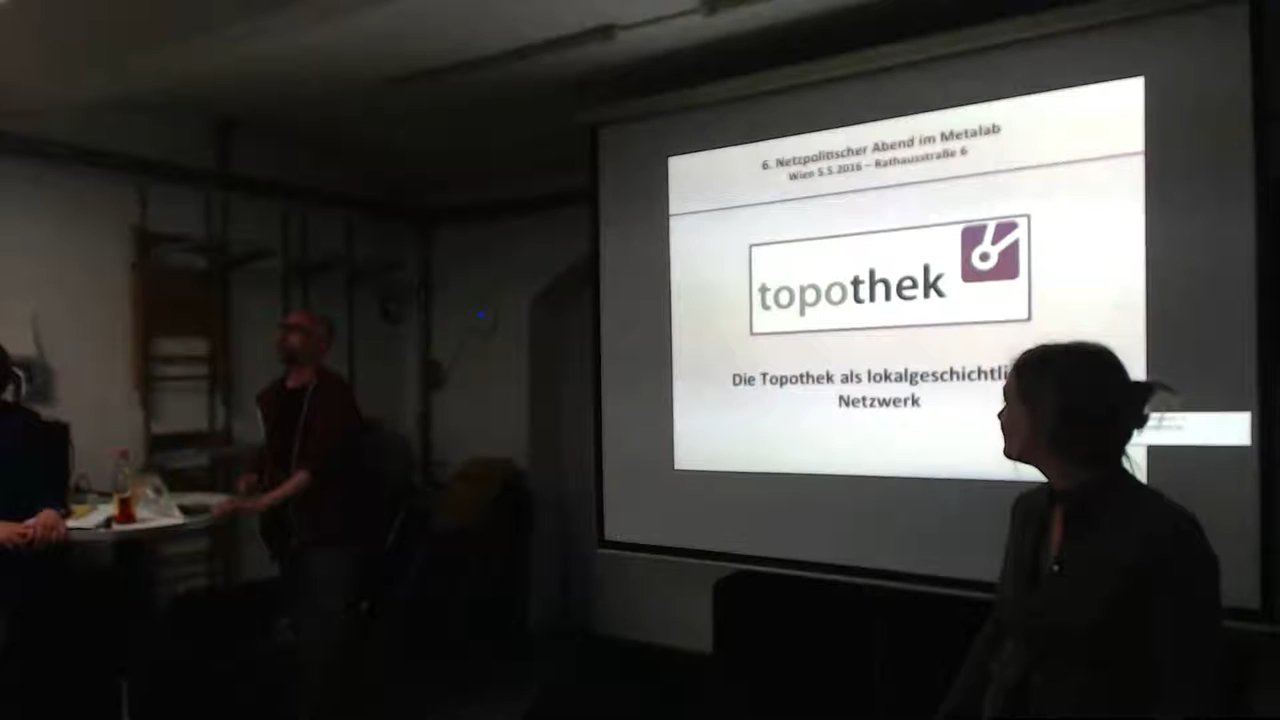 6. Netzpolitischer Abend im Metalab
Wien 5.5.2016 – Rathausstraße 6
topothek
Die Topothek als lokalgeschichtli
Netzwerk